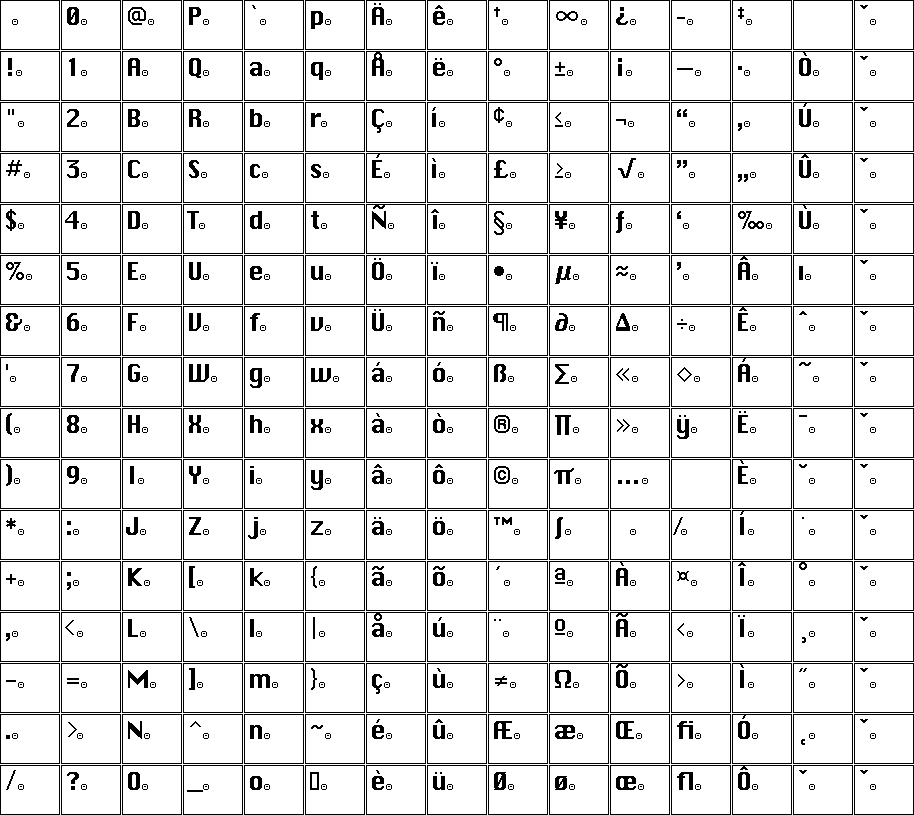 0 @ P ` p Ä ê † ∞ ¿ – ‡ ˇ
! 1 A Q a q Å ë ° ± ¡ — · Ò ˇ
" 2 B R b r Ç í ¢ ≤ ¬ “ ‚ Ú ˇ
# 3 C S c s É ì £ ≥ √ ” „ Û ˇ
$ 4 D T d t Ñ î § ¥ ƒ ‘ ‰ Ù ˇ
% 5 E U e u Ö ï • µ ≈ ’ Â ı ˇ
& 6 F V f v Ü ñ ¶ ∂ ∆ ÷ Ê ˆ ˇ
' 7 G W g w á ó ß ∑ « ◊ Á ˜ ˇ
( 8 H X h x à ò ® ∏ » ÿ Ë ¯ ˇ
) 9 I Y i y â ô © π … È ˘ ˇ
* : J Z j z ä ö ™ ∫ / Í ˙ ˇ
+ ; K [ k { ã õ ´ ª À ¤ Î ˚ ˇ
, < L \ l | å ú ¨ º Ã ‹ Ï ¸ ˇ
- = M ] m } ç ù ≠ Ω Õ › Ì ˝ ˇ
. > N ^ n ~ é û Æ æ Œ ﬁ Ó ˛ ˇ
/ ? O _ o è ü Ø ø œ ﬂ Ô ˇ ˇ